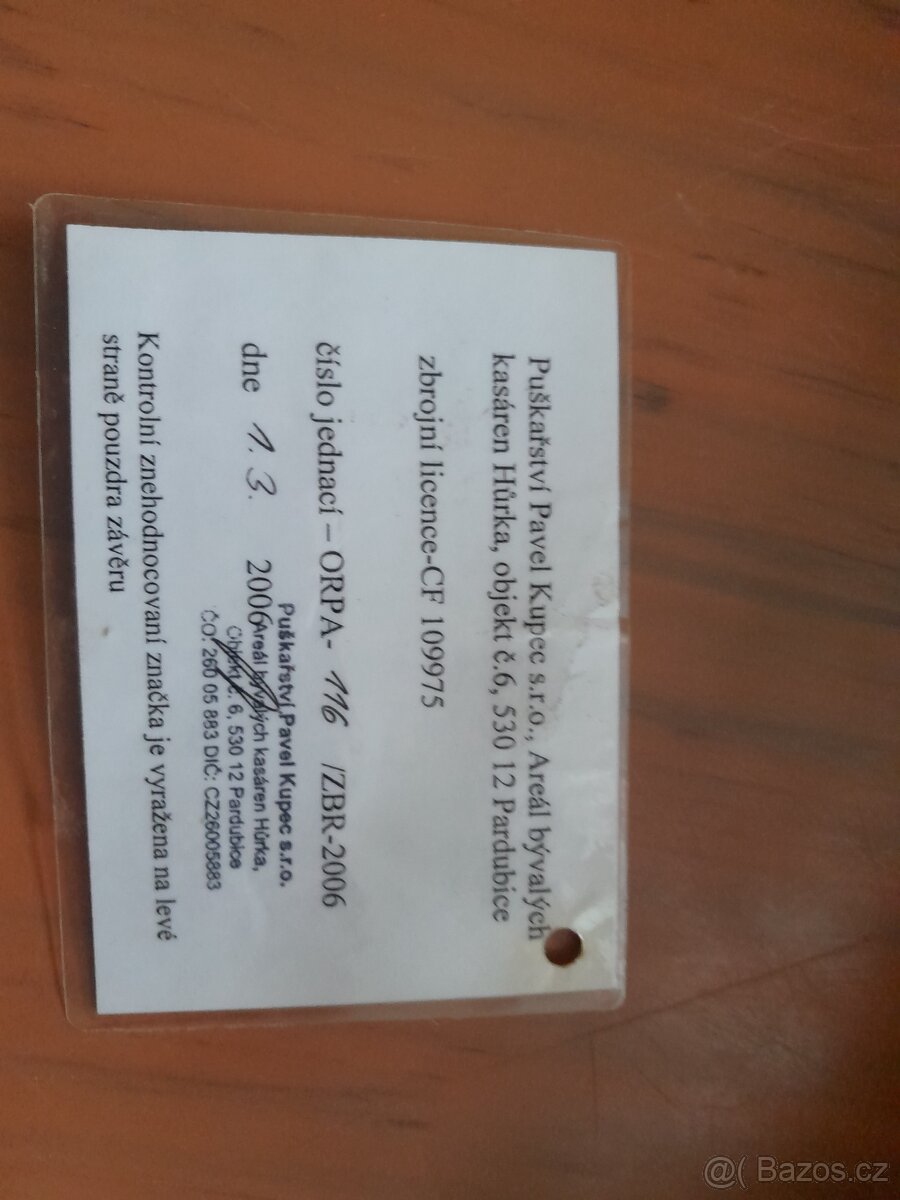 Puškařství Pavel Kupec s.r.o., Areál bývalých
kasáren Hůrka, objekt č.6, 530 12 Pardubice
zbrojní licence-CF 109975
číslo jednací – ORPA- 116 /ZBR-2006
dne 1. 3. 2006
Puškařství Pavel Kupec s.r.o.
Areál bývalých kasáren Hůrka,
Objekt č. 6, 530 12 Pardubice
IČO: 260 05 883 DIČ: CZ26005883
Kontrolní znehodnocovaní značka je vyražena na levé
straně pouzdra závěru
@( Bazos.cz